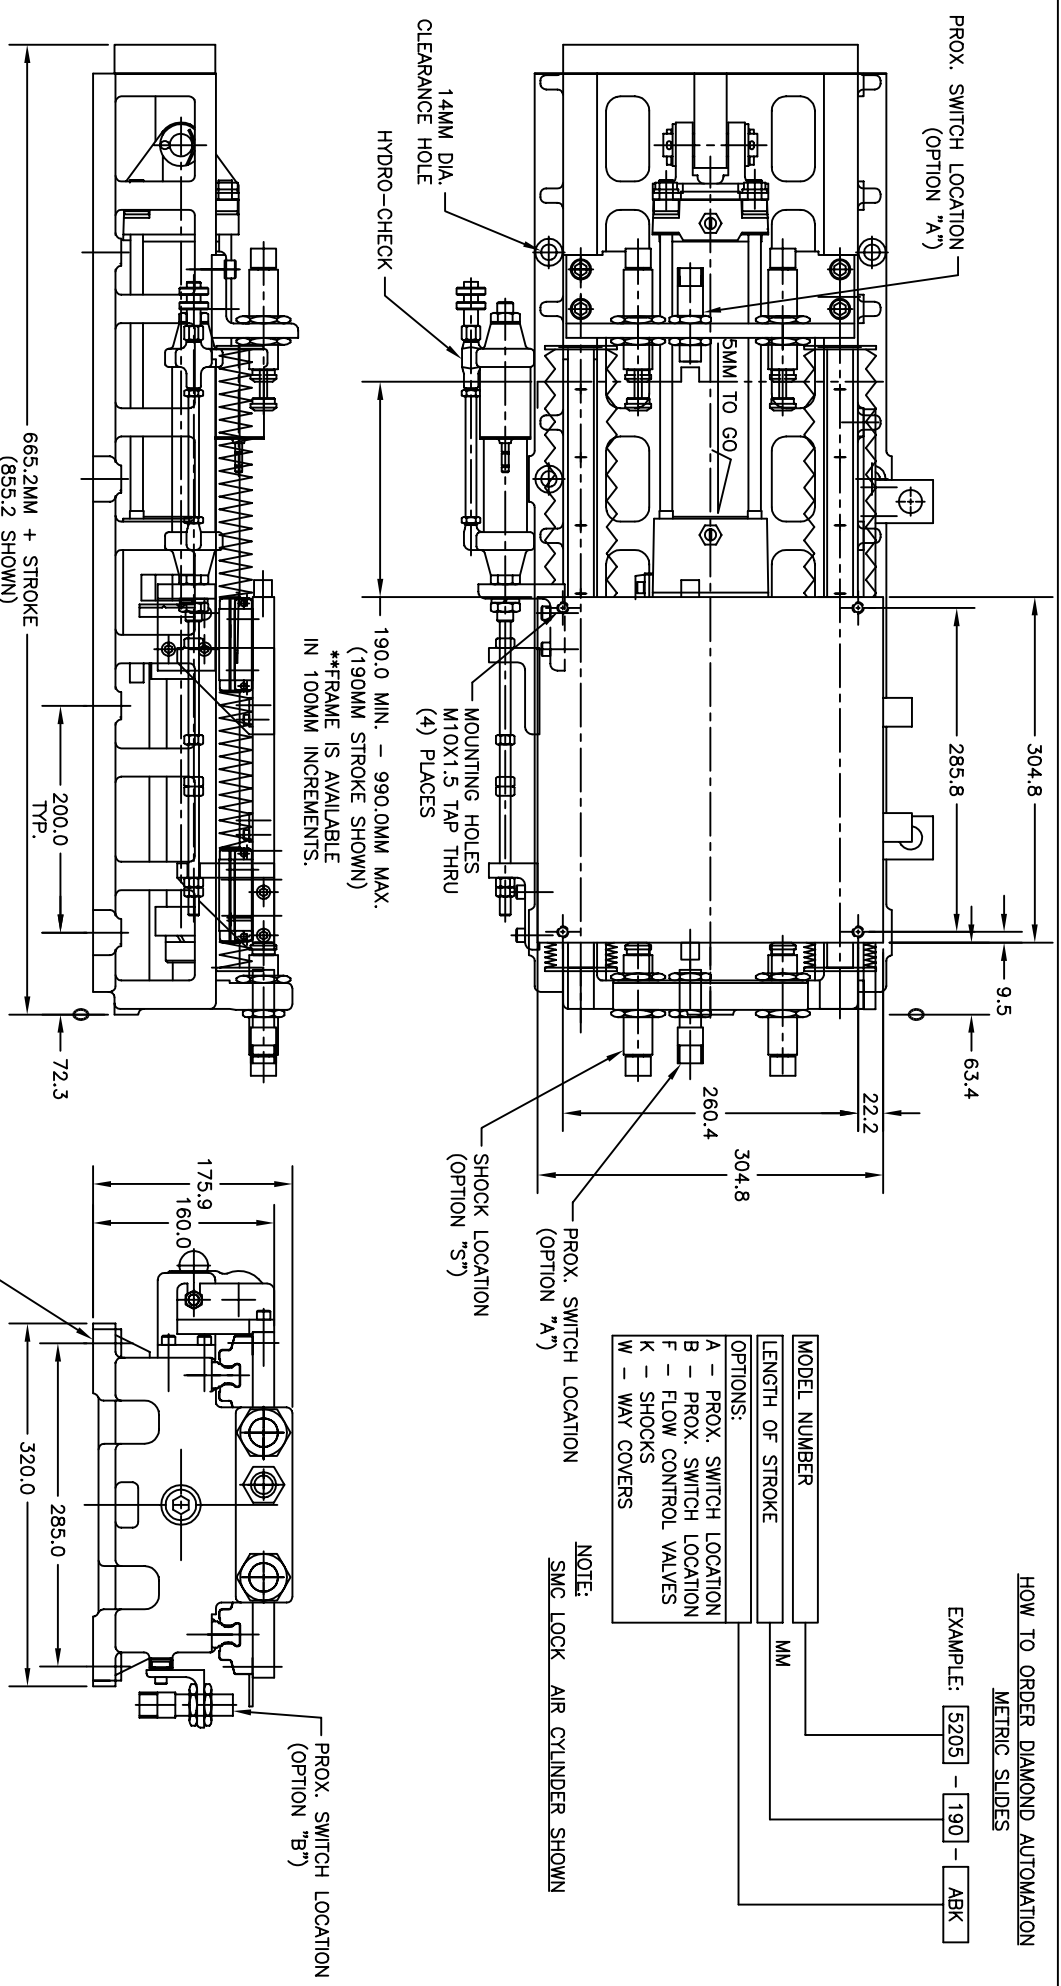 HOW TO ORDER DIAMOND AUTOMATION
METRIC SLIDES
EXAMPLE: 5205 - 190 - ABK
MODEL NUMBER
LENGTH OF STROKE MM
OPTIONS:
A - PROX. SWITCH LOCATION
B - PROX. SWITCH LOCATION
F - FLOW CONTROL VALVES
K - SHOCKS
W - WAY COVERS
NOTE:
SMC LOCK AIR CYLINDER SHOWN
PROX. SWITCH LOCATION
(OPTION "A")
304.8
285.8
9.5
63.4
0
22.2
260.4
304.8
5MM TO GO
14MM DIA.
CLEARANCE HOLE
HYDRO-CHECK
190.0 MIN. - 990.0MM MAX.
(190MM STROKE SHOWN)
**FRAME IS AVAILABLE
IN 100MM INCREMENTS.
MOUNTING HOLES
M10X1.5 TAP THRU
(4) PLACES
PROX. SWITCH LOCATION
(OPTION "A")
SHOCK LOCATION
(OPTION "S")
200.0
TYP.
665.2MM + STROKE
(855.2 SHOWN)
0
72.3
175.9
160.0
285.0
320.0
PROX. SWITCH LOCATION
(OPTION "B")